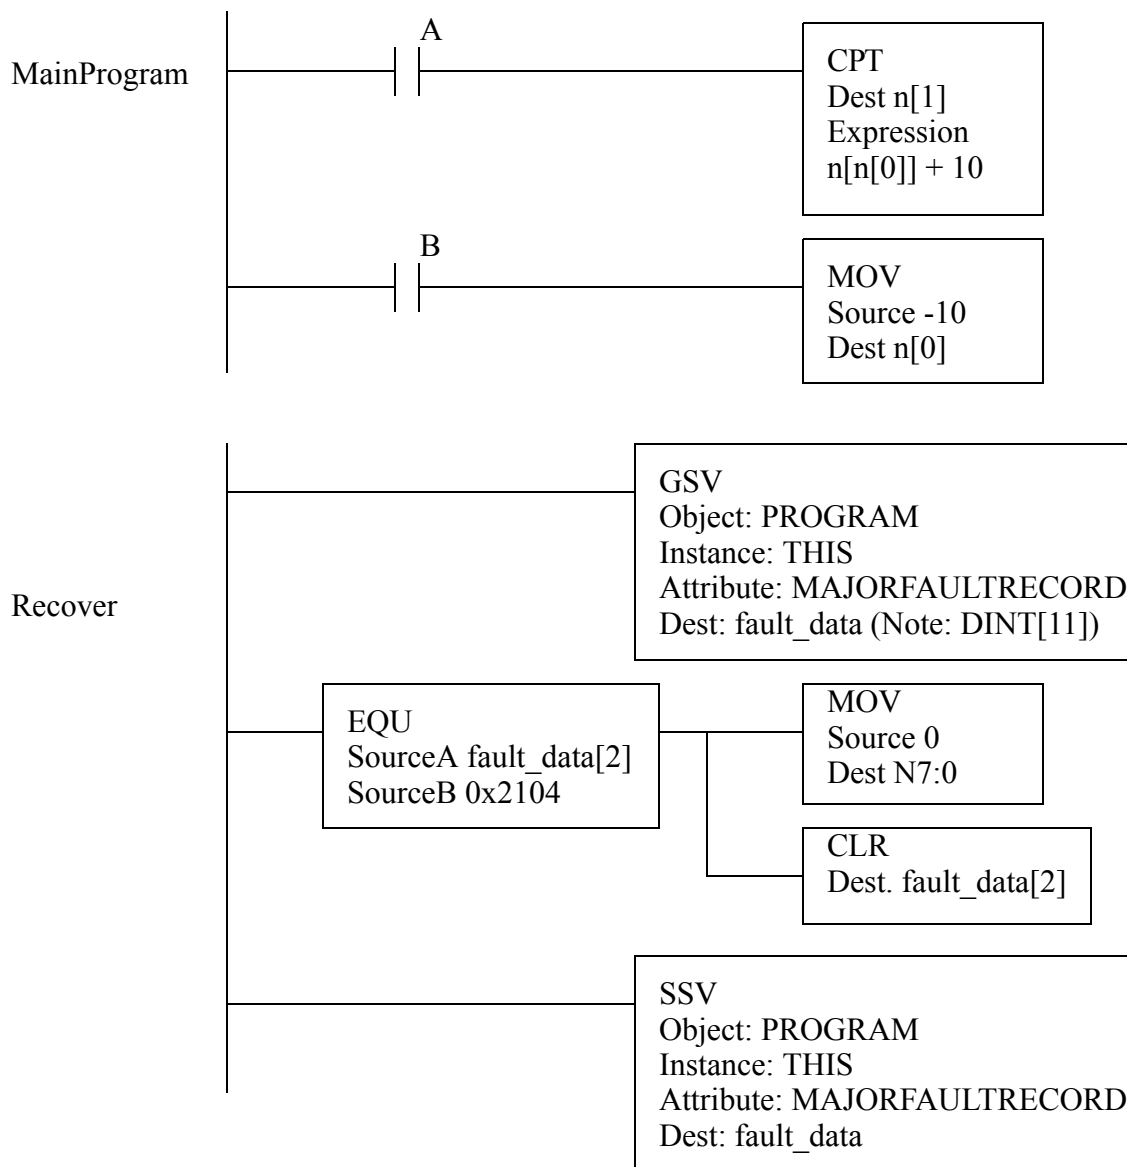 MainProgram
A
CPT
Dest n[1]
Expression
n[n[0]] + 10
B
MOV
Source -10
Dest n[0]
Recover
GSV
Object: PROGRAM
Instance: THIS
Attribute: MAJORFAULTRECORD
Dest: fault_data (Note: DINT[11])
EQU
SourceA fault_data[2]
SourceB 0x2104
MOV
Source 0
Dest N7:0
CLR
Dest. fault_data[2]
SSV
Object: PROGRAM
Instance: THIS
Attribute: MAJORFAULTRECORD
Dest: fault_data